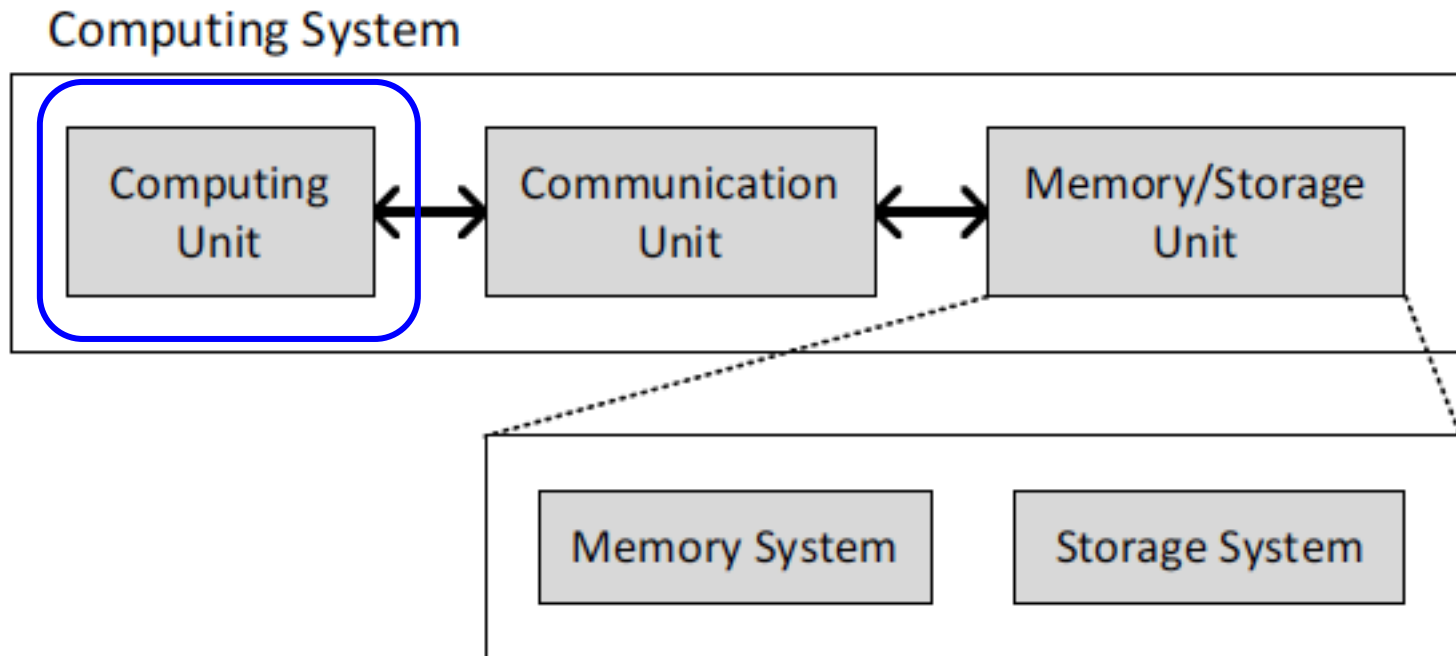 Computing System
Computing
Unit
Communication
Unit
Memory/Storage
Unit
Memory System
Storage System